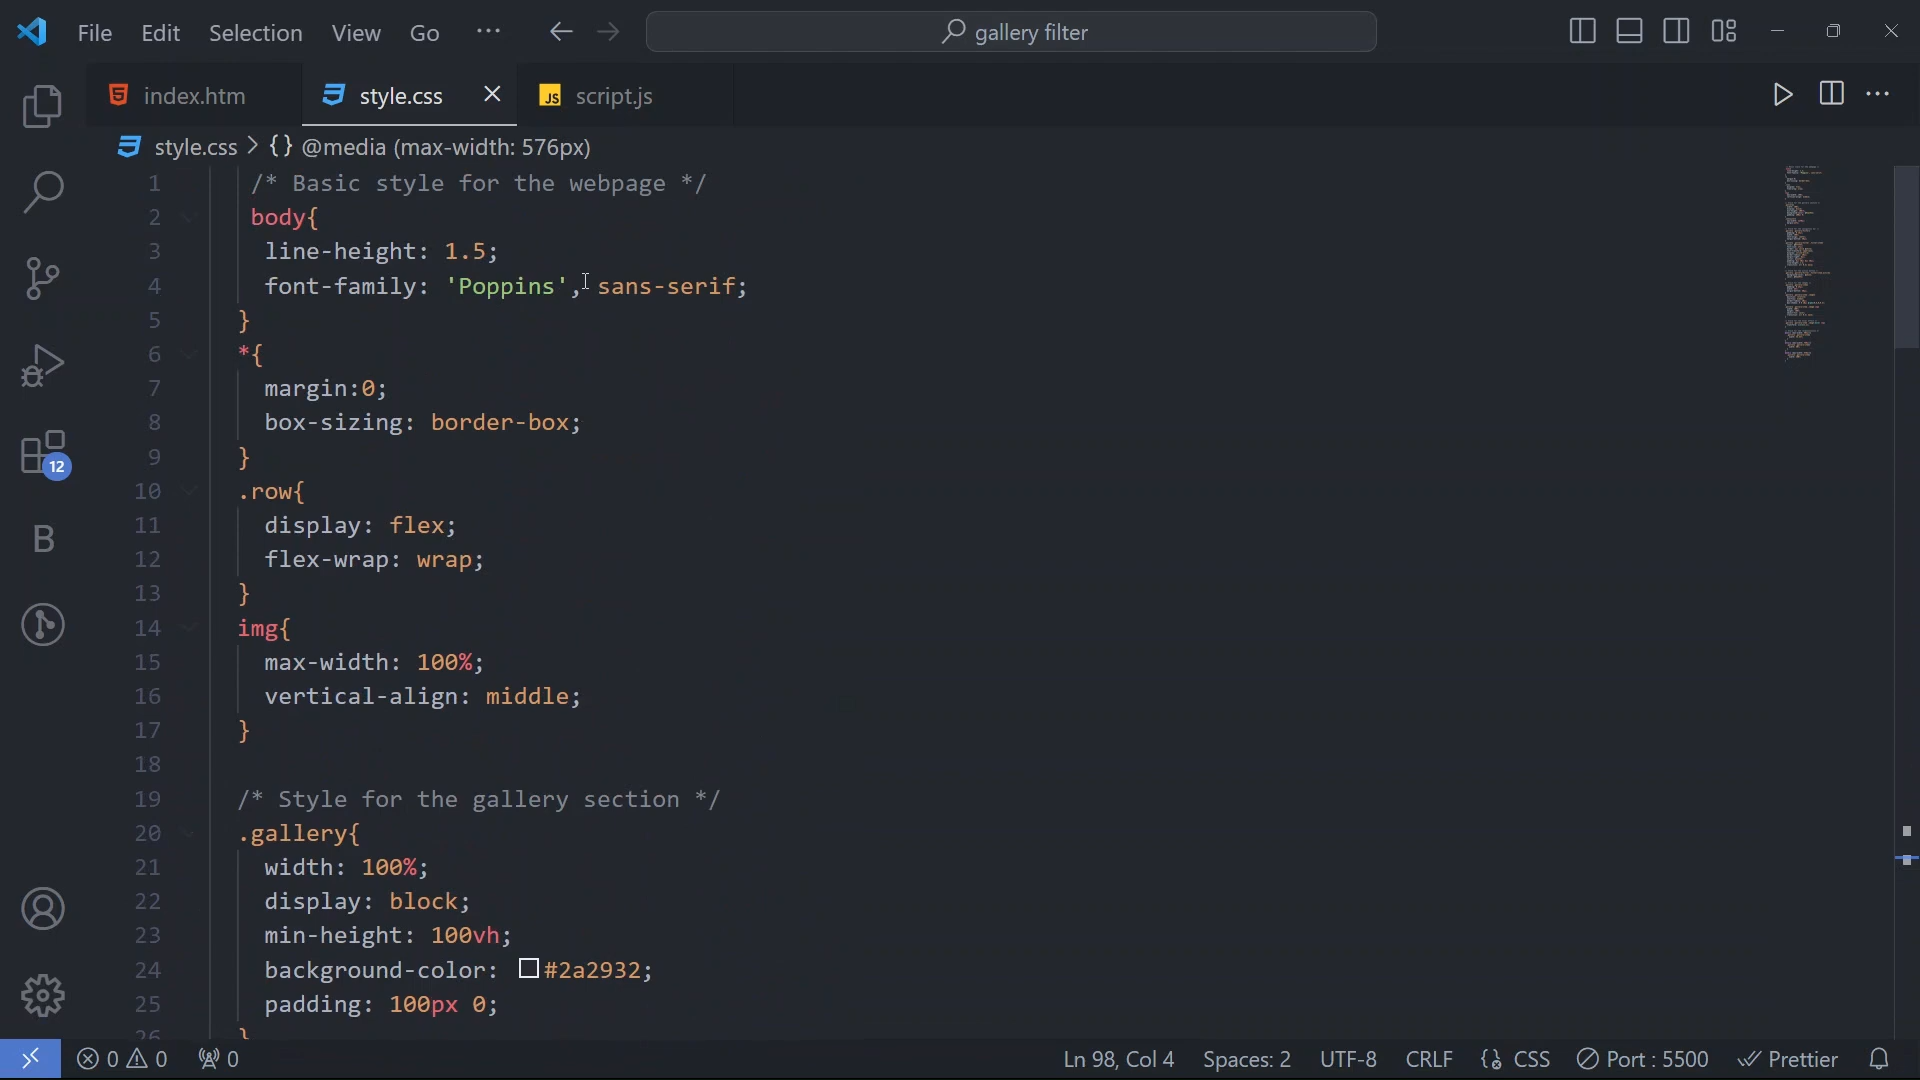 File Edit Selection View Go ··· gallery filter
index.htm style.css JS script.js
style.css > {} @media (max-width: 576px)
1 /* Basic style for the webpage */
2 body{
3 line-height: 1.5;
4 font-family: 'Poppins', sans-serif;
5 }
6 *{
7 margin:0;
8 box-sizing: border-box;
9 }
10 .row{
11 display: flex;
12 flex-wrap: wrap;
13 }
14 img{
15 max-width: 100%;
16 vertical-align: middle;
17 }
18
19 /* Style for the gallery section */
20 .gallery{
21 width: 100%;
22 display: block;
23 min-height: 100vh;
24 background-color: #2a2932;
25 padding: 100px 0;
26 }
12
B
0 0 0 Ln 98, Col 4 Spaces: 2 UTF-8 CRLF {} CSS Port : 5500 Prettier